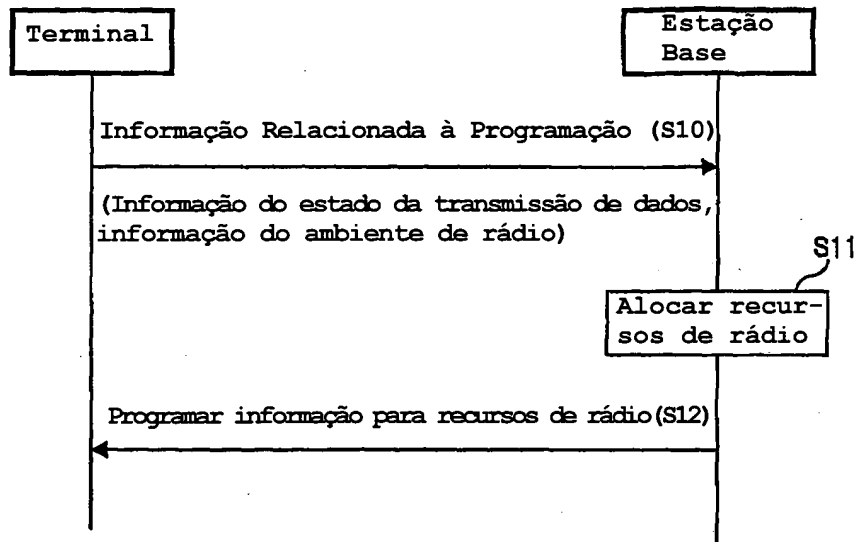 Terminal
Estação
Base
Informação Relacionada à Programação (S10)
(Informação do estado da transmissão de dados,
informação do ambiente de rádio)
S11
Alocar recur-
sos de rádio
Programar informação para recursos de rádio(S12)